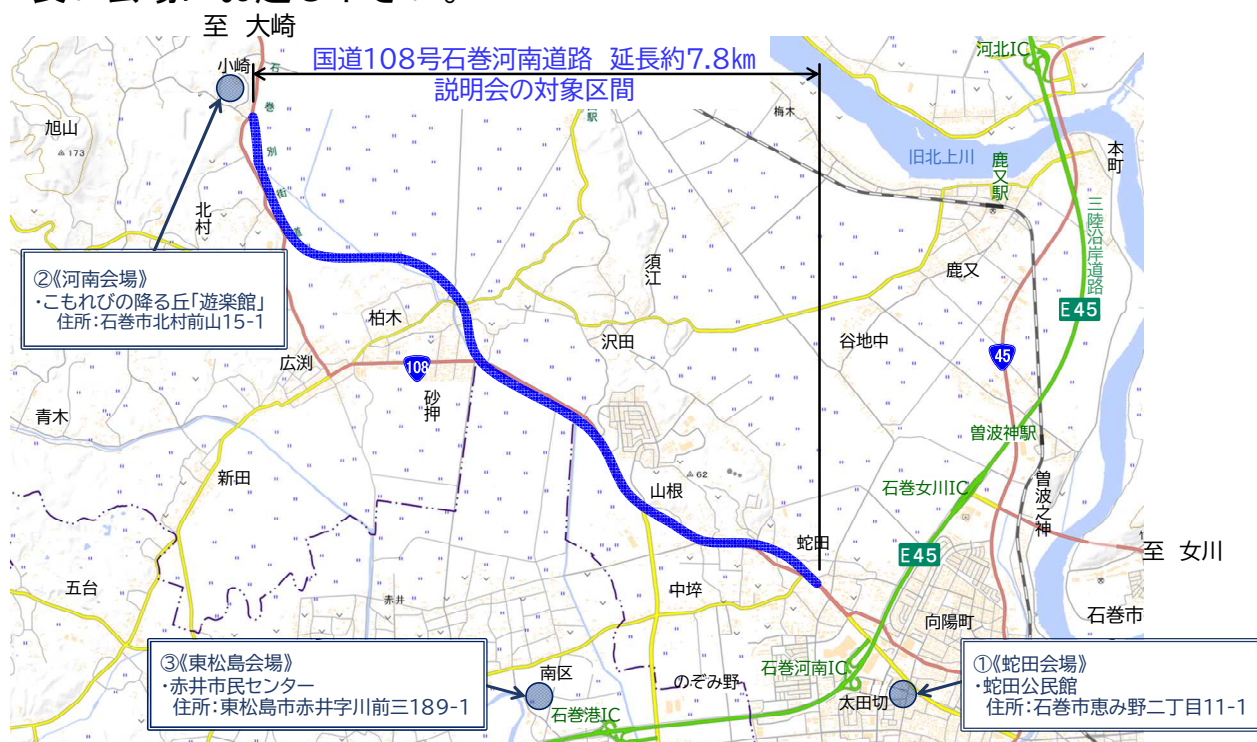 至 大崎
国道108号石巻河南道路 延長約7.8㎞
説明会の対象区間
小崎
河北IC
石
巻
別
街
道
旭山
173
駅
梅木
旧北上川
鹿又駅
本町
三陸沿岸道路
北村
②《河南会場》
・こもれびの降る丘「遊楽館」
住所:石巻市北村前山15-1
須江
鹿又
E45
柏木
沢田
谷地中
広渕
108
45
砂押
青木
曽波神駅
新田
62
山根
石巻女川IC
曽波之神
蛇田
E45
至 女川
五台
赤井
中埣
向陽町
石巻市
③《東松島会場》
・赤井市民センター
住所:東松島市赤井字川前三189-1
南区
のぞみ野
石巻河南IC
①《蛇田会場》
・蛇田公民館
住所:石巻市恵み野二丁目11-1
太田切
石巻港IC